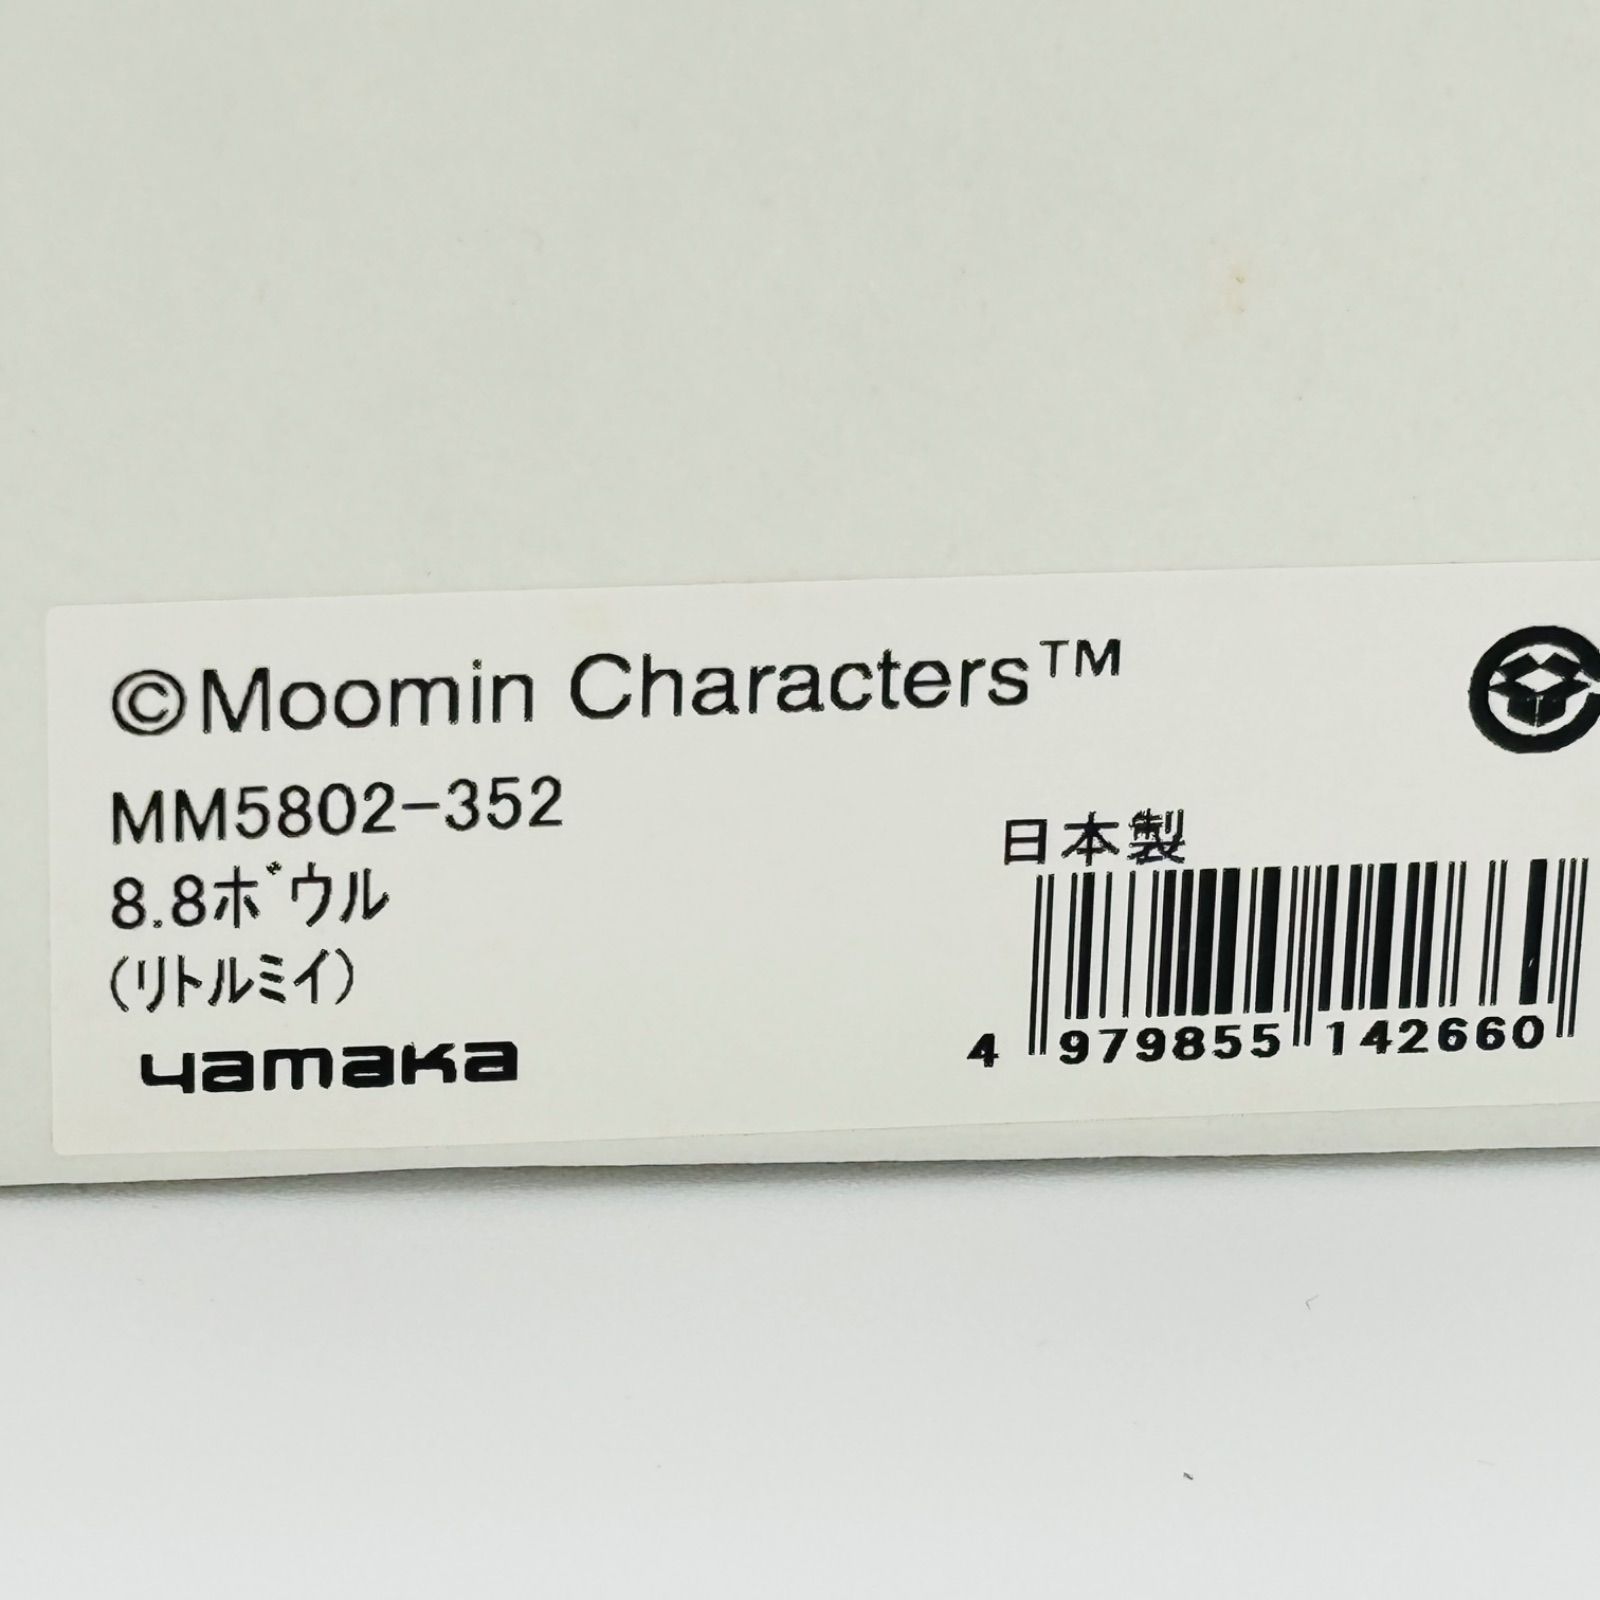 ©Moomin Characters™
MM5802-352
8.8ﾎﾞｳﾙ
(ﾘﾄﾙﾐｲ)
yamaka
日本製
4 979855 142660